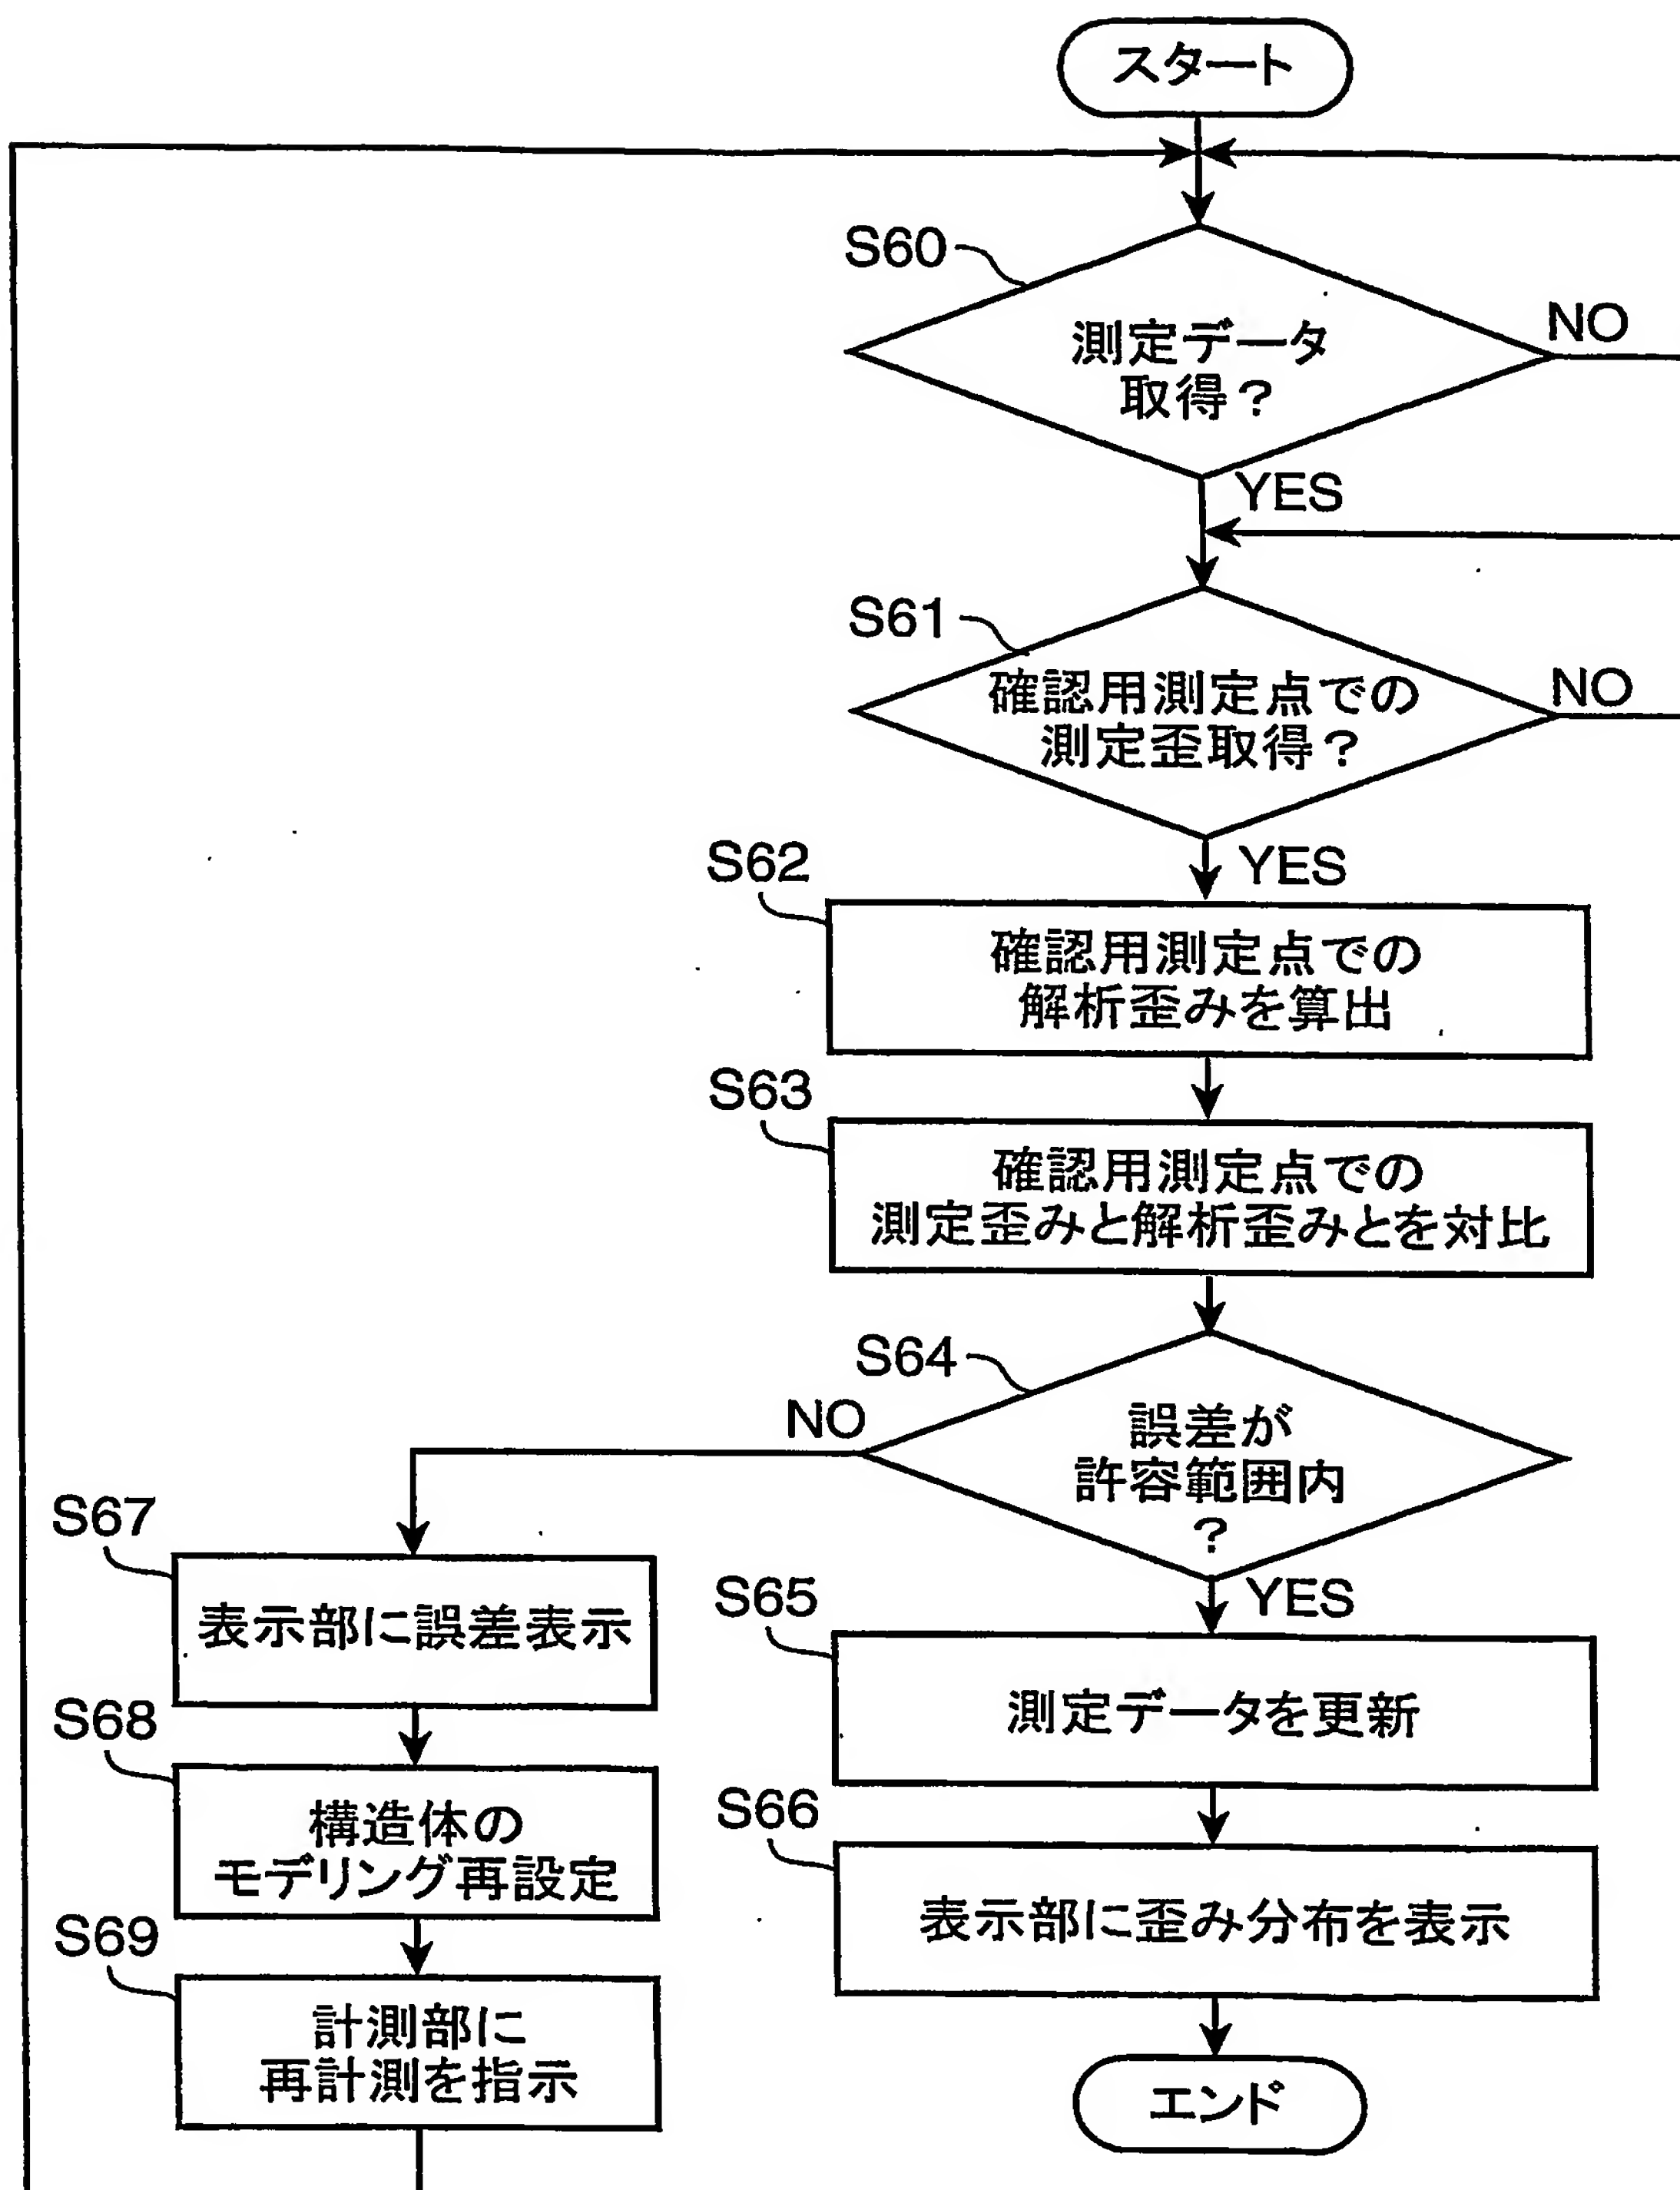 スタート
S60
測定データ
取得?
NO
YES
S61
確認用測定点での
測定歪取得?
NO
YES
S62
確認用測定点での
解析歪みを算出
S63
確認用測定点での
測定歪みと解析歪みとを対比
S64
誤差が
許容範囲内
?
NO
YES
S67
表示部に誤差表示
S68
構造体の
モデリング再設定
S69
計測部に
再計測を指示
S65
測定データを更新
S66
表示部に歪み分布を表示
エンド